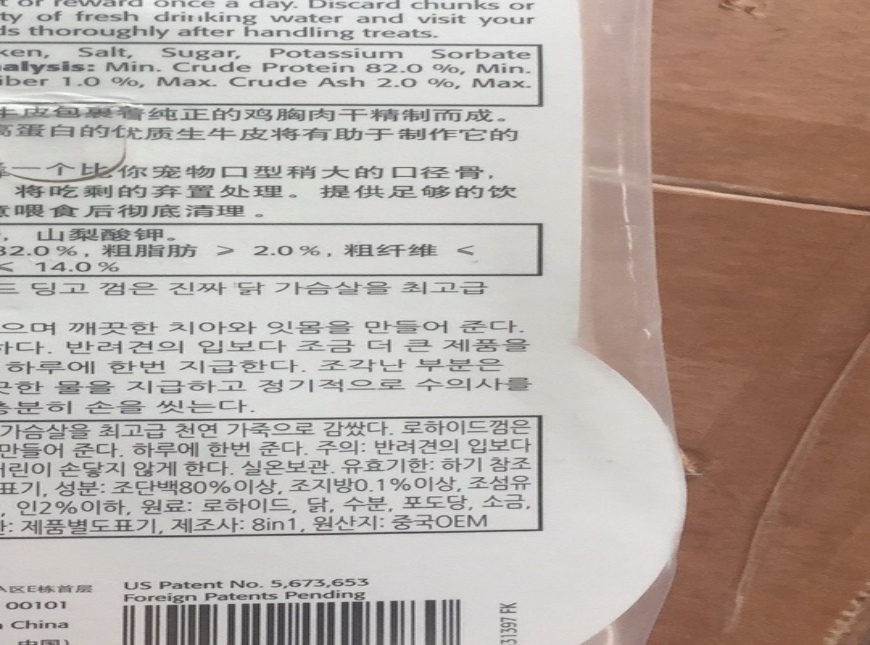 or reward once a day. Discard chunks or
ty of fresh drinking water and visit your
ds thoroughly after handling treats.
ken, Salt, Sugar, Potassium Sorbate
alysis: Min. Crude Protein 82.0 %, Min.
iber 1.0 %, Max. Crude Ash 2.0 %, Max.
牛皮包裹着纯正的鸡胸肉干精制而成。
高蛋白的优质生牛皮将有助于制作它的
一个比你宠物口型稍大的口径骨,
将吃剩的弃置处理。提供足够的饮
喂食后彻底清理。
, 山梨酸钾。
82.0%, 粗脂肪 > 2.0%, 粗纤维 <
< 14.0%
드 딩고 껌은 진짜 닭 가슴살을 최고급
으며 깨끗한 치아와 잇몸을 만들어 준다.
하다. 반려견의 입보다 조금 더 큰 제품을
하루에 한번 지급한다. 조각난 부분은
끗한 물을 지급하고 정기적으로 수의사를
충분히 손을 씻는다.
가슴살을 최고급 천연 가죽으로 감쌌다. 로하이드껌은
만들어 준다. 하루에 한번 준다. 주의: 반려견의 입보다
어린이 손닿지 않게 한다. 실온보관. 유효기한: 하기 참조
표기, 성분: 조단백80%이상, 조지방0.1%이상, 조섬유
, 인2%이하, 원료: 로하이드, 닭, 수분, 포도당, 소금,
한: 제품별도표기, 제조사: 8in1, 원산지: 중국OEM
区E栋首层
00101
China
中国)
US Patent No. 5,673,653
Foreign Patents Pending
31397 FK